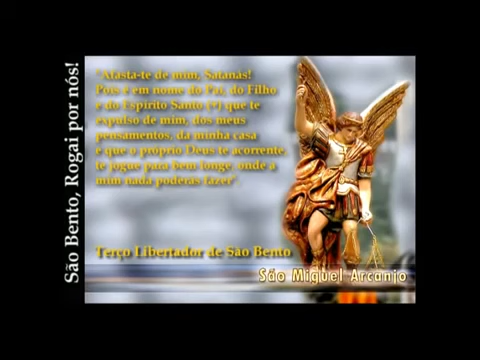 São Bento, Rogai por nós!
"Afasta-te de mim, Satanás!
Pois é em nome do Pai, do Filho
e do Espírito Santo (+) que te
expulso de mim, dos meus
pensamentos, da minha casa
e que o próprio Deus te acorrente,
te jogue para bem longe, onde a
mim nada poderás fazer".
Terço Libertador de São Bento
São Miguel Arcanjo